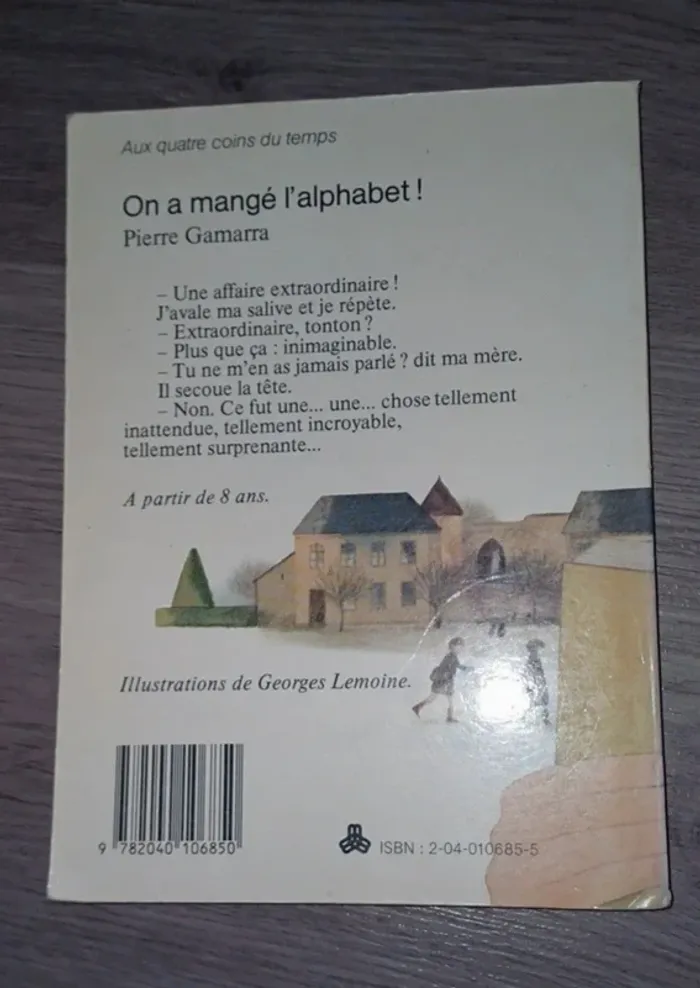 Aux quatre coins du temps
On a mangé l'alphabet !
Pierre Gamarra
– Une affaire extraordinaire !
J'avale ma salive et je répète.
– Extraordinaire, tonton ?
– Plus que ça : inimaginable.
– Tu ne m'en as jamais parlé ? dit ma mère.
Il secoue la tête.
– Non. Ce fut une... une... chose tellement
inattendue, tellement incroyable,
tellement surprenante...
A partir de 8 ans.
Illustrations de Georges Lemoine.
9 782040 106850
ISBN : 2-04-010685-5